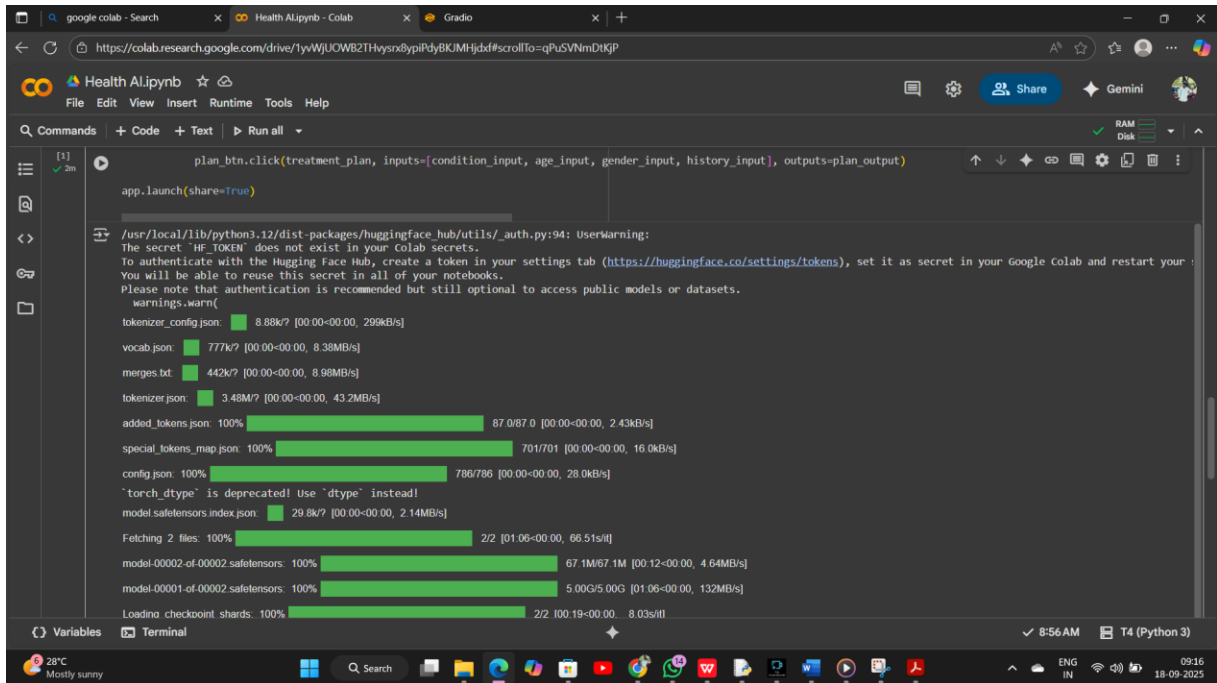 google colab - Search
Health AI.ipynb - Colab
Gradio
https://colab.research.google.com/drive/1yvWjUOWB2THvysrx8ypiPdyBKJMHjdxf#scrollTo=qPuSVNmDtKjP
CO
Health AI.ipynb
Share
Gemini
File Edit View Insert Runtime Tools Help
Commands + Code + Text Run all
RAM
Disk
[1]
2m
plan_btn.click(treatment_plan, inputs=[condition_input, age_input, gender_input, history_input], outputs=plan_output)
app.launch(share=True)
/usr/local/lib/python3.12/dist-packages/huggingface_hub/utils/_auth.py:94: UserWarning:
The secret `HF_TOKEN` does not exist in your Colab secrets.
To authenticate with the Hugging Face Hub, create a token in your settings tab (https://huggingface.co/settings/tokens), set it as secret in your Google Colab and restart your
You will be able to reuse this secret in all of your notebooks.
Please note that authentication is recommended but still optional to access public models or datasets.
warnings.warn(
tokenizer_config.json: 8.88k/? [00:00<00:00, 299kB/s]
vocab.json: 777k/? [00:00<00:00, 8.38MB/s]
merges.txt: 442k/? [00:00<00:00, 8.98MB/s]
tokenizer.json: 3.48M/? [00:00<00:00, 43.2MB/s]
added_tokens.json: 100% 87.0/87.0 [00:00<00:00, 2.43kB/s]
special_tokens_map.json: 100% 701/701 [00:00<00:00, 16.0kB/s]
config.json: 100% 786/786 [00:00<00:00, 28.0kB/s]
`torch_dtype` is deprecated! Use `dtype` instead!
model.safetensors.index.json: 29.8k/? [00:00<00:00, 2.14MB/s]
Fetching 2 files: 100% 2/2 [01:06<00:00, 66.51s/it]
model-00002-of-00002.safetensors: 100% 67.1M/67.1M [00:12<00:00, 4.64MB/s]
model-00001-of-00002.safetensors: 100% 5.00G/5.00G [01:06<00:00, 132MB/s]
Loading checkpoint shards: 100% 2/2 [00:19<00:00, 8.03s/it]
Variables Terminal
8:56 AM T4 (Python 3)
6
28°C
Mostly sunny
Search
14
ENG
IN
09:16
18-09-2025